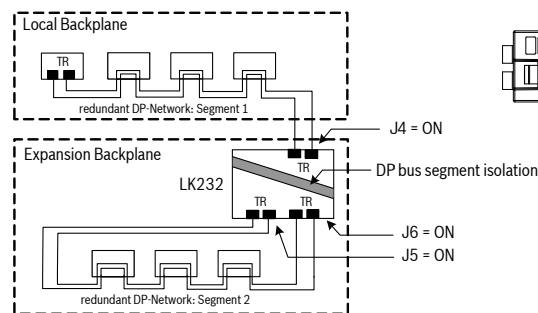 Local Backplane
TR
redundant DP-Network: Segment 1
J4 = ON
Expansion Backplane
TR
DP bus segment isolation
LK232
TR
TR
J6 = ON
J5 = ON
redundant DP-Network: Segment 2